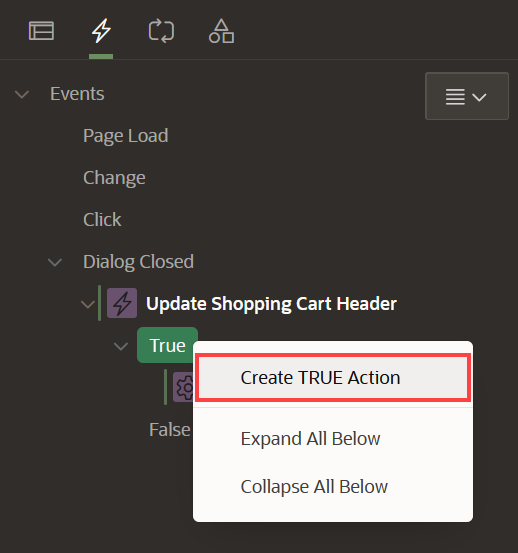 Events
Page Load
Change
Click
Dialog Closed
Update Shopping Cart Header
True
Create TRUE Action
False
Expand All Below
Collapse All Below